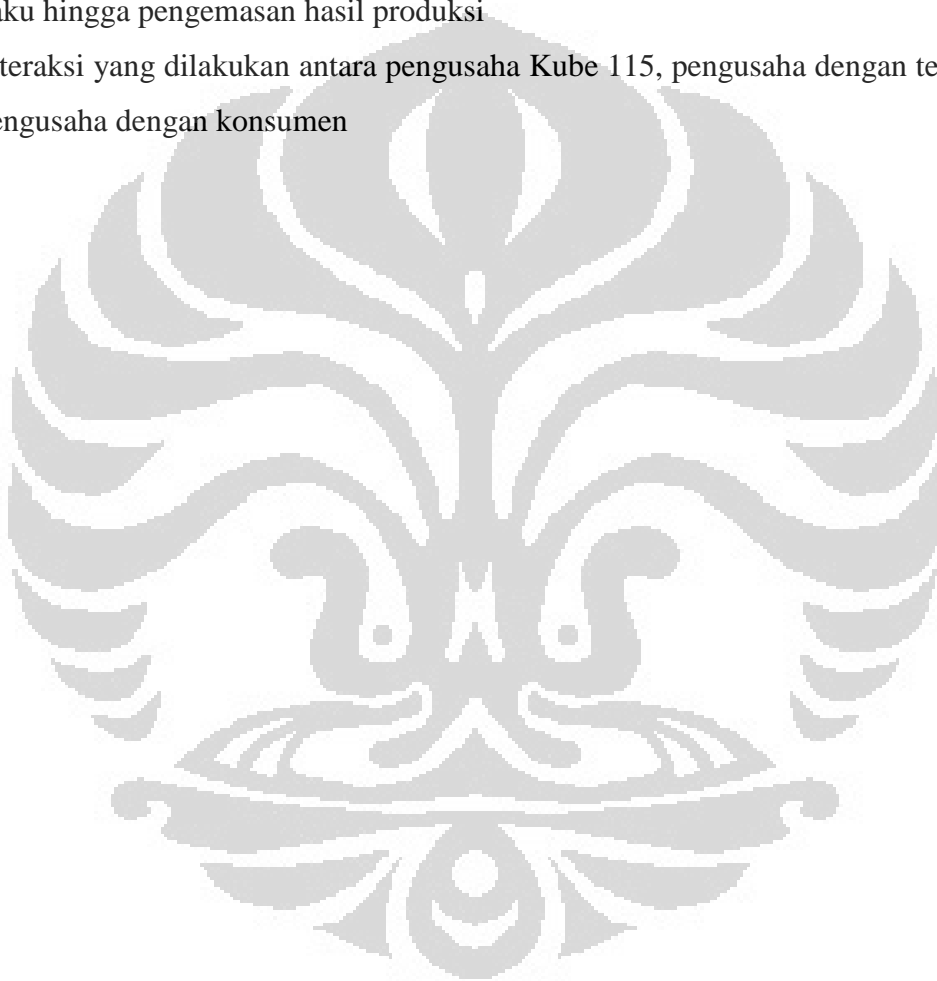 aku hingga pengemasan hasil produksi
teraksi yang dilakukan antara pengusaha Kube 115, pengusaha dengan te
engusaha dengan konsumen